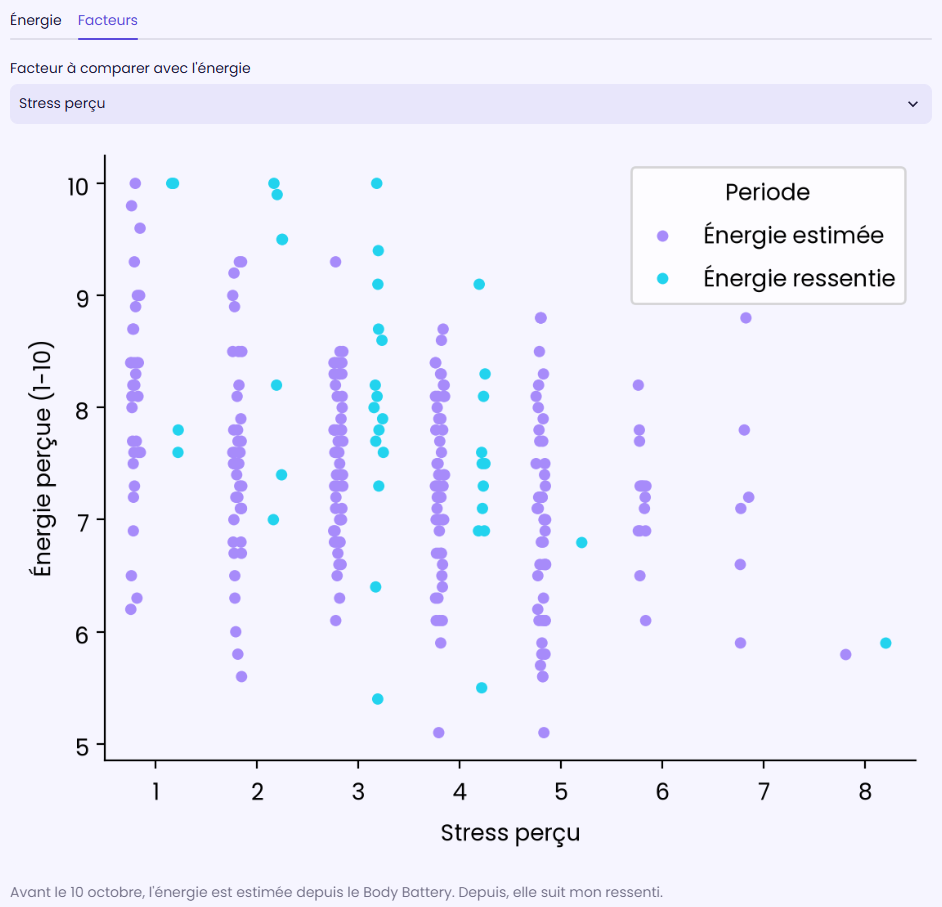 Énergie Facteurs
Facteur à comparer avec l'énergie
Stress perçu
Periode
Énergie estimée
Énergie ressentie
Énergie perçue (1-10)
10
9
8
7
6
5
1 2 3 4 5 6 7 8
Stress perçu
Avant le 10 octobre, l'énergie est estimée depuis le Body Battery. Depuis, elle suit mon ressenti.